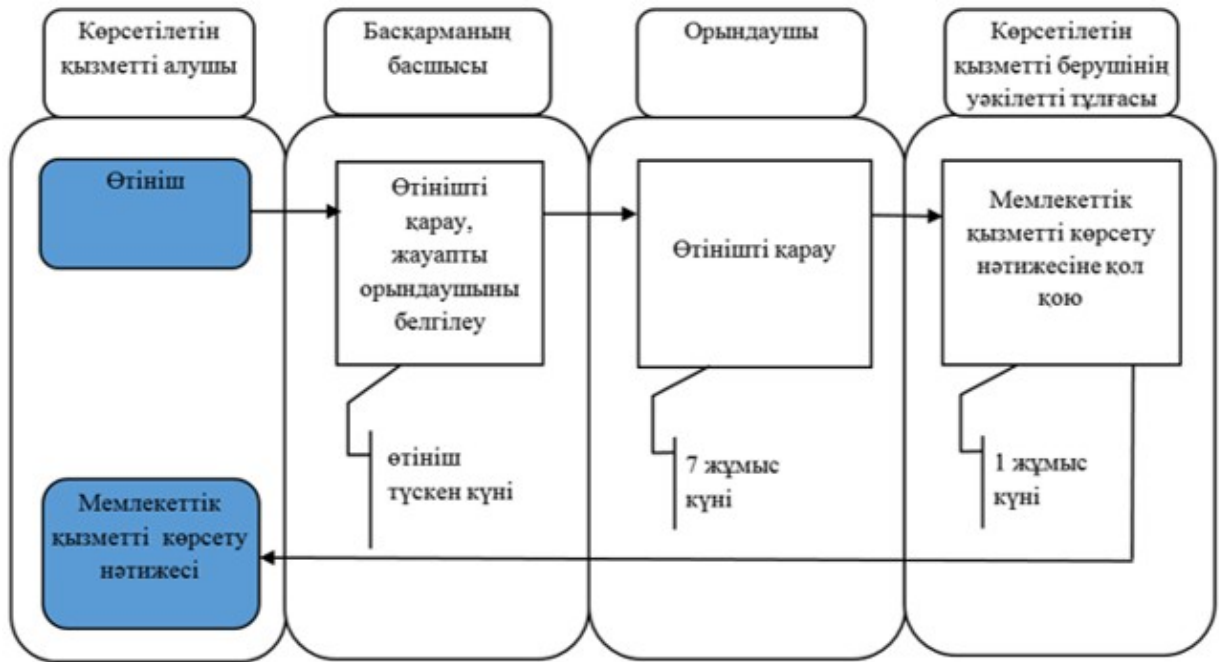 Көрсетілетін
қызметті алушы
Басқарманың
басшысы
Орындаушы
Көрсетілетін
қызметті берушінің
уәкілетті тұлғасы
Өтініш
Өтінішті
қарау,
жауапты
орындаушыны
белгілеу
Өтінішті қарау
Мемлекеттік
қызметті көрсету
нәтижесіне қол
қою
өтініш
түскен күні
7 жұмыс
күні
1 жұмыс
күні
Мемлекеттік
қызметті көрсету
нәтижесі